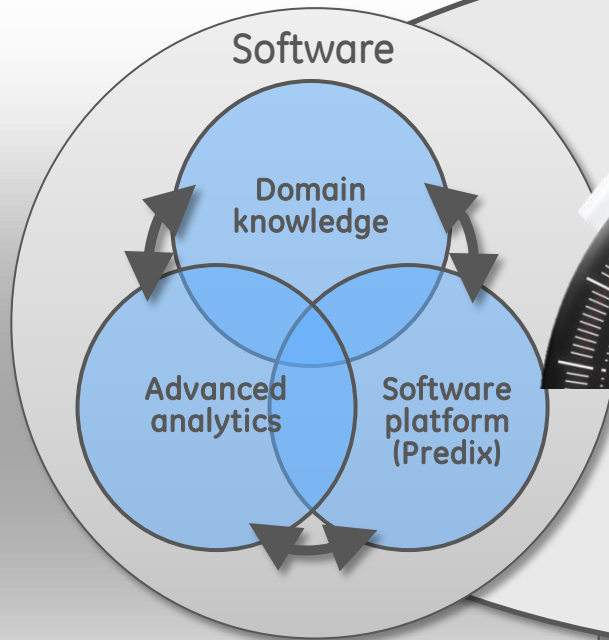 Software
Domain
knowledge
Advanced
analytics
Software
platform
(Predix)